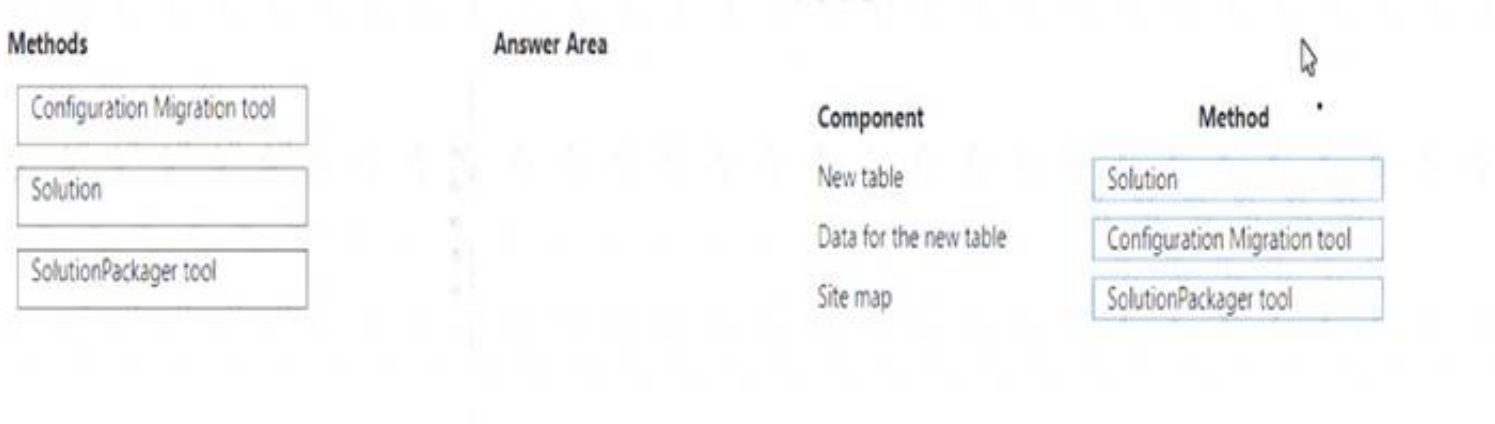 Methods
Configuration Migration tool
Solution
SolutionPackager tool
Answer Area
Component Method
New table Solution
Data for the new table Configuration Migration tool
Site map SolutionPackager tool